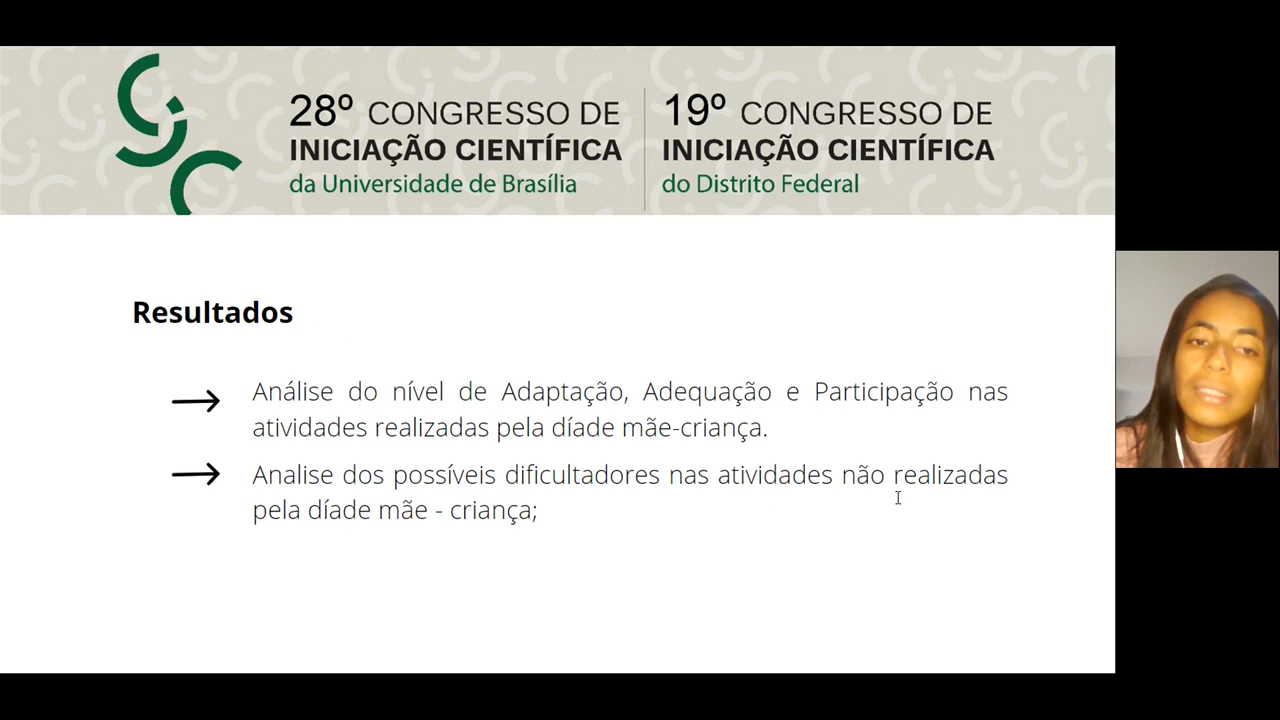 28º CONGRESSO DE
INICIAÇÃO CIENTÍFICA
da Universidade de Brasília
19º CONGRESSO DE
INICIAÇÃO CIENTÍFICA
do Distrito Federal
Resultados
Análise do nível de Adaptação, Adequação e Participação nas
atividades realizadas pela díade mãe-criança.
Analise dos possíveis dificultadores nas atividades não realizadas
pela díade mãe - criança;